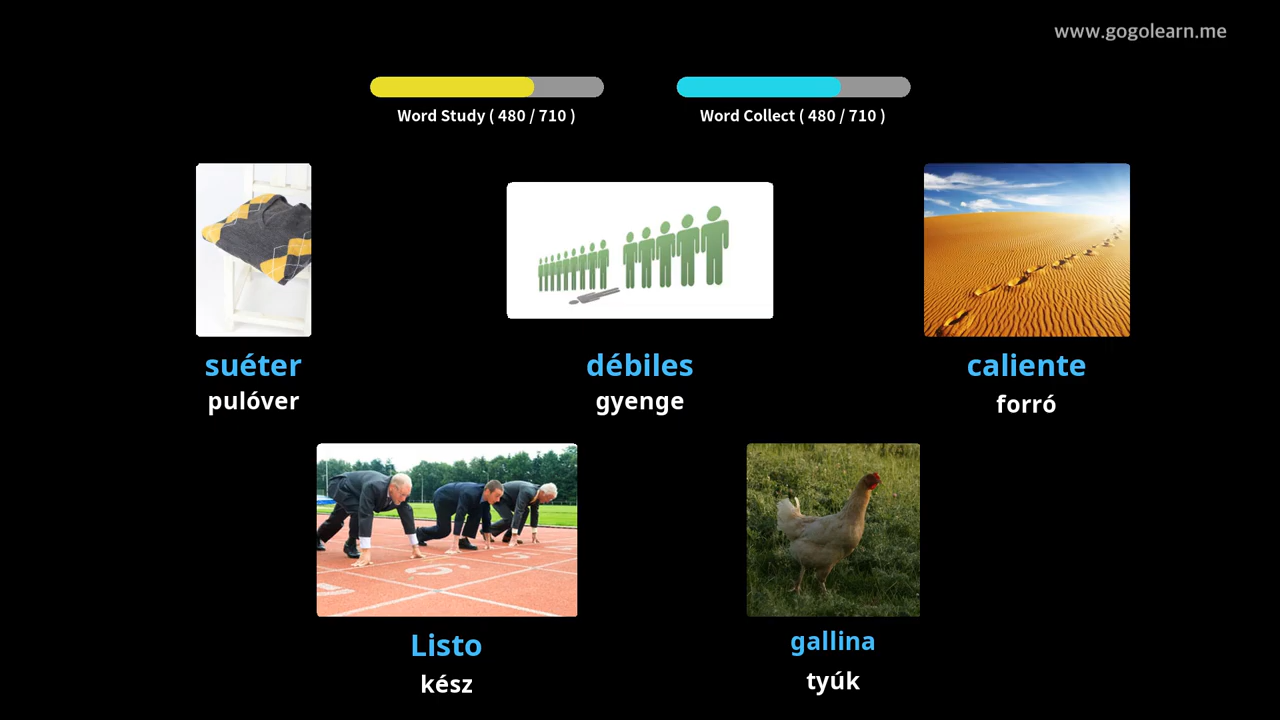 www.gogolearn.me
Word Study ( 480 / 710 )
Word Collect ( 480 / 710 )
suéter
pulóver
débiles
gyenge
caliente
forró
Listo
kész
gallina
tyúk